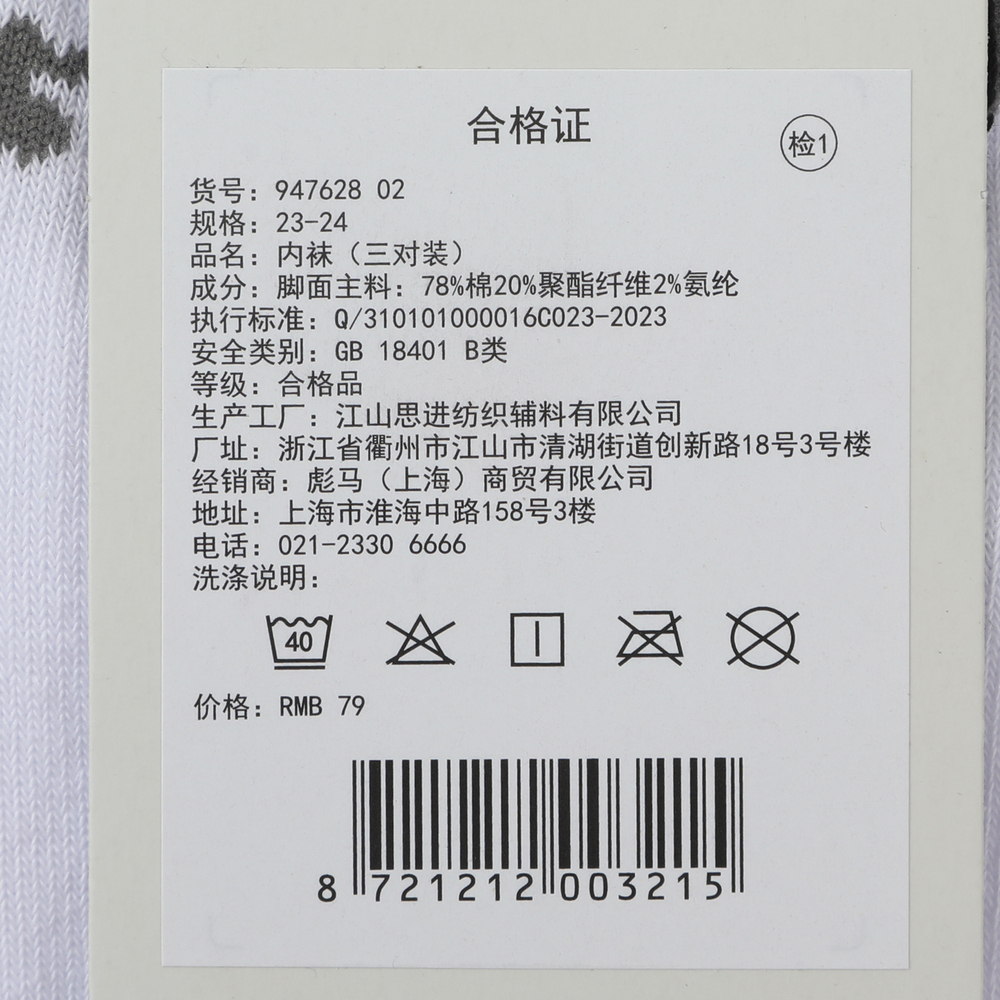 合格证
检1
货号：947628 02
规格：23-24
品名：内袜（三对装）
成分：脚面主料：78%棉20%聚酯纤维2%氨纶
执行标准：Q/310101000016C023-2023
安全类别：GB 18401 B类
等级：合格品
生产工厂：江山思进纺织辅料有限公司
厂址：浙江省衢州市江山市清湖街道创新路18号3号楼
经销商：彪马（上海）商贸有限公司
地址：上海市淮海中路158号3楼
电话：021-2330 6666
洗涤说明：
40
价格：RMB 79
8 721212 003215